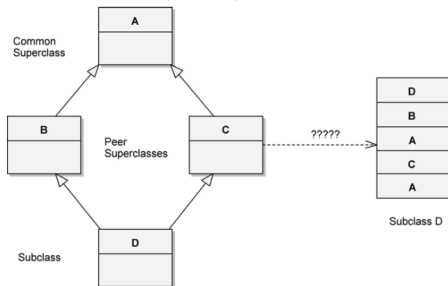 A
Common
Superclass
B
Peer
Superclasses
C
?????
D
B
A
C
A
Subclass D
D
Subclass